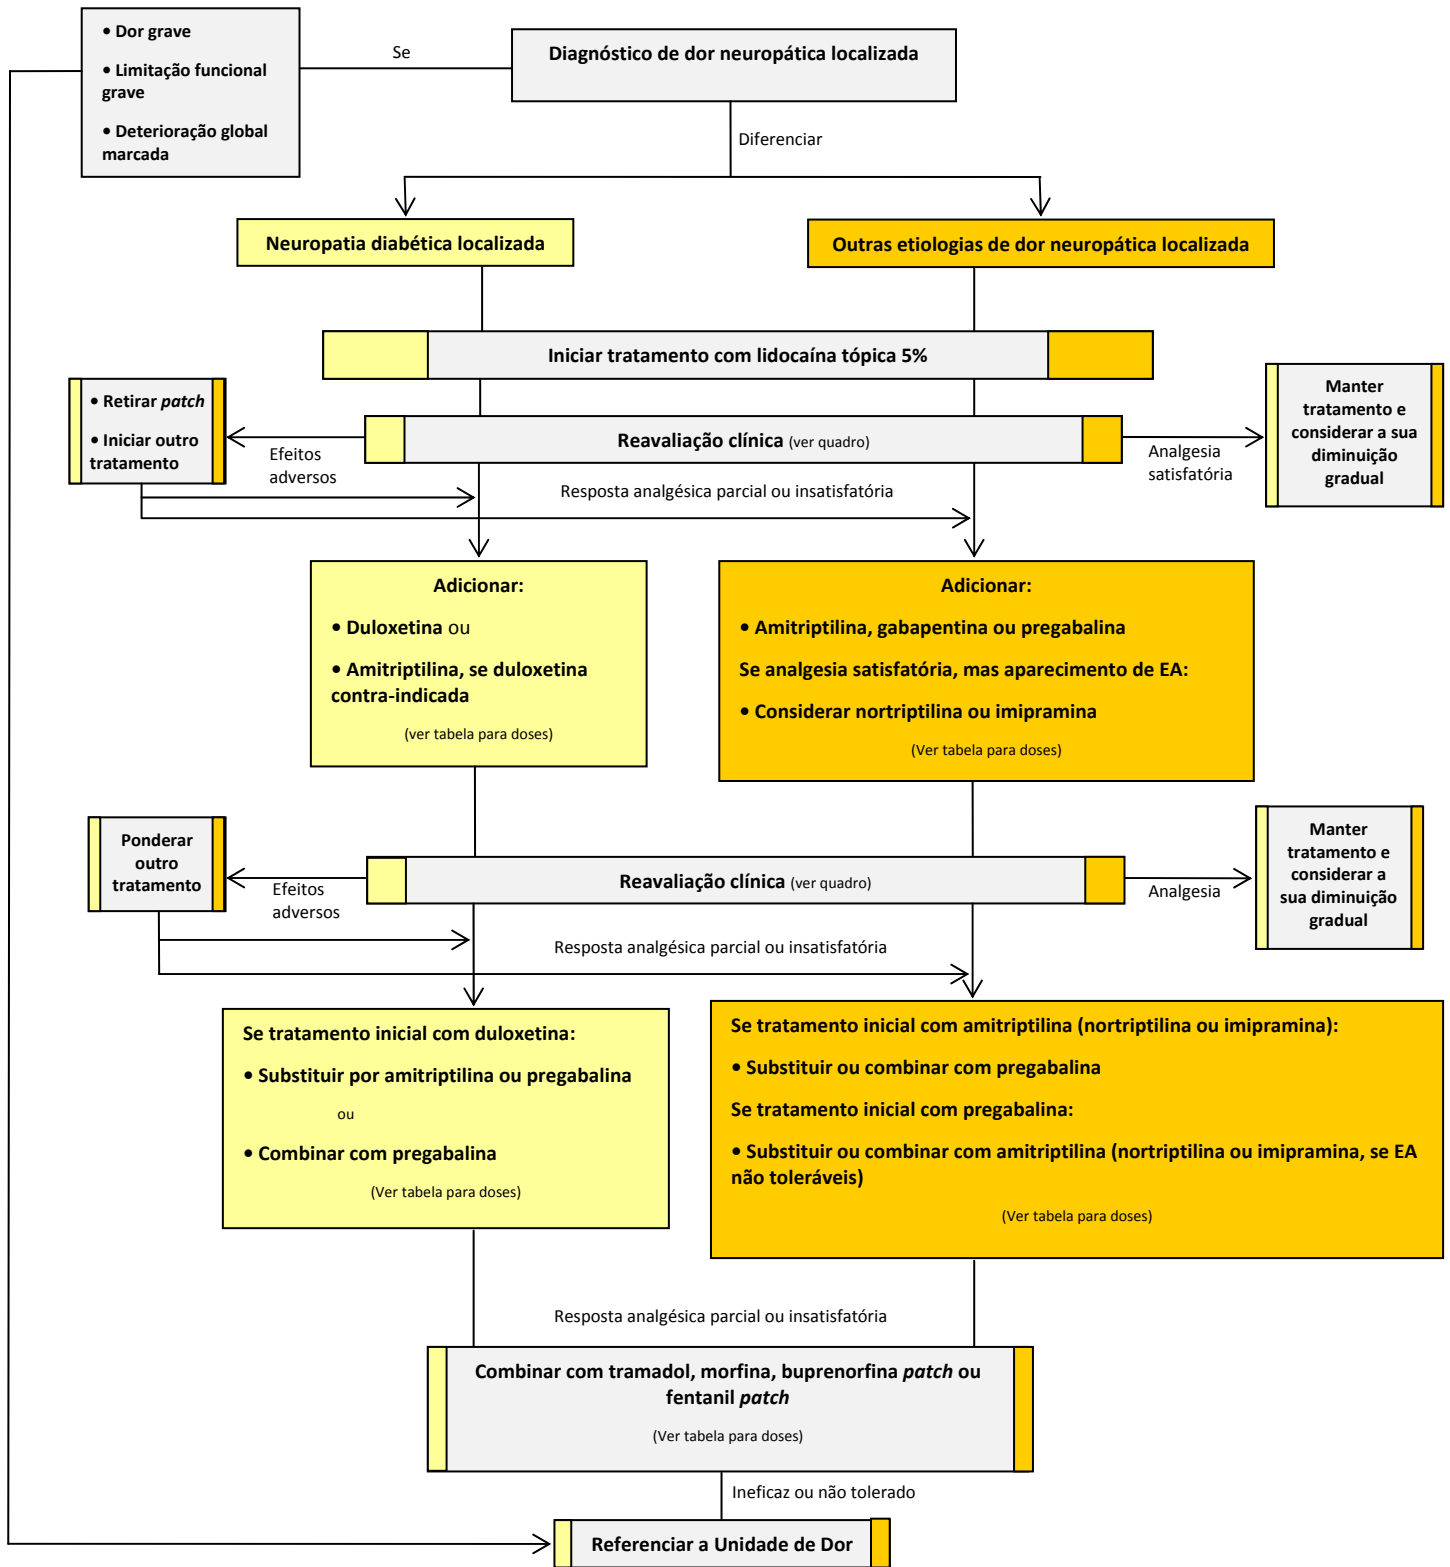 • Dor grave
• Limitação funcional
grave
• Deterioração global
marcada
Se
Diagnóstico de dor neuropática localizada
Diferenciar
Neuropatia diabética localizada
Outras etiologias de dor neuropática localizada
Iniciar tratamento com lidocaína tópica 5%
• Retirar patch
• Iniciar outro
tratamento
Efeitos
adversos
Reavaliação clínica (ver quadro)
Analgesia
satisfatória
Manter
tratamento e
considerar a sua
diminuição
gradual
Resposta analgésica parcial ou insatisfatória
Adicionar:
• Duloxetina ou
• Amitriptilina, se duloxetina
contra-indicada
(ver tabela para doses)
Adicionar:
• Amitriptilina, gabapentina ou pregabalina
Se analgesia satisfatória, mas aparecimento de EA:
• Considerar nortriptilina ou imipramina
(Ver tabela para doses)
Ponderar
outro
tratamento
Efeitos
adversos
Reavaliação clínica (ver quadro)
Analgesia
Manter
tratamento e
considerar a
sua diminuição
gradual
Resposta analgésica parcial ou insatisfatória
Se tratamento inicial com duloxetina:
• Substituir por amitriptilina ou pregabalina
ou
• Combinar com pregabalina
(Ver tabela para doses)
Se tratamento inicial com amitriptilina (nortriptilina ou imipramina):
• Substituir ou combinar com pregabalina
Se tratamento inicial com pregabalina:
• Substituir ou combinar com amitriptilina (nortriptilina ou imipramina, se EA
não toleráveis)
(Ver tabela para doses)
Resposta analgésica parcial ou insatisfatória
Combinar com tramadol, morfina, buprenorfina patch ou
fentanil patch
(Ver tabela para doses)
Ineficaz ou não tolerado
Referenciar a Unidade de Dor